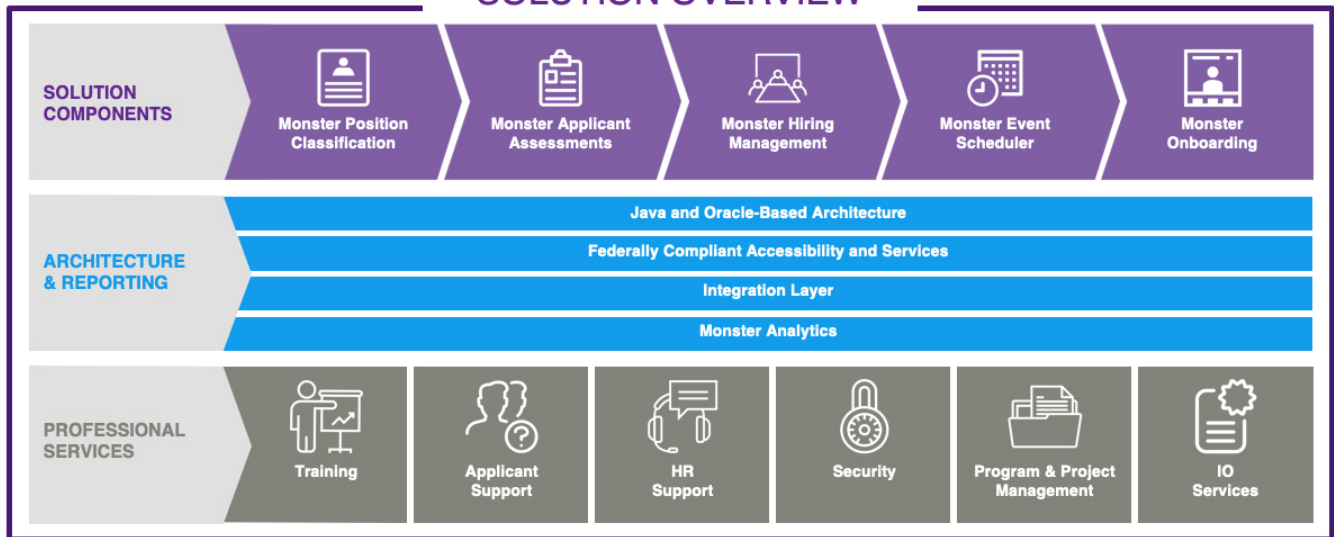 SOLUTION OVERVIEW
SOLUTION
COMPONENTS
Monster Position
Classification
Monster Applicant
Assessments
Monster Hiring
Management
Monster Event
Scheduler
Monster
Onboarding
ARCHITECTURE
& REPORTING
Java and Oracle-Based Architecture
Federally Compliant Accessibility and Services
Integration Layer
Monster Analytics
PROFESSIONAL
SERVICES
Training
Applicant
Support
HR
Support
Security
Program & Project
Management
IO
Services